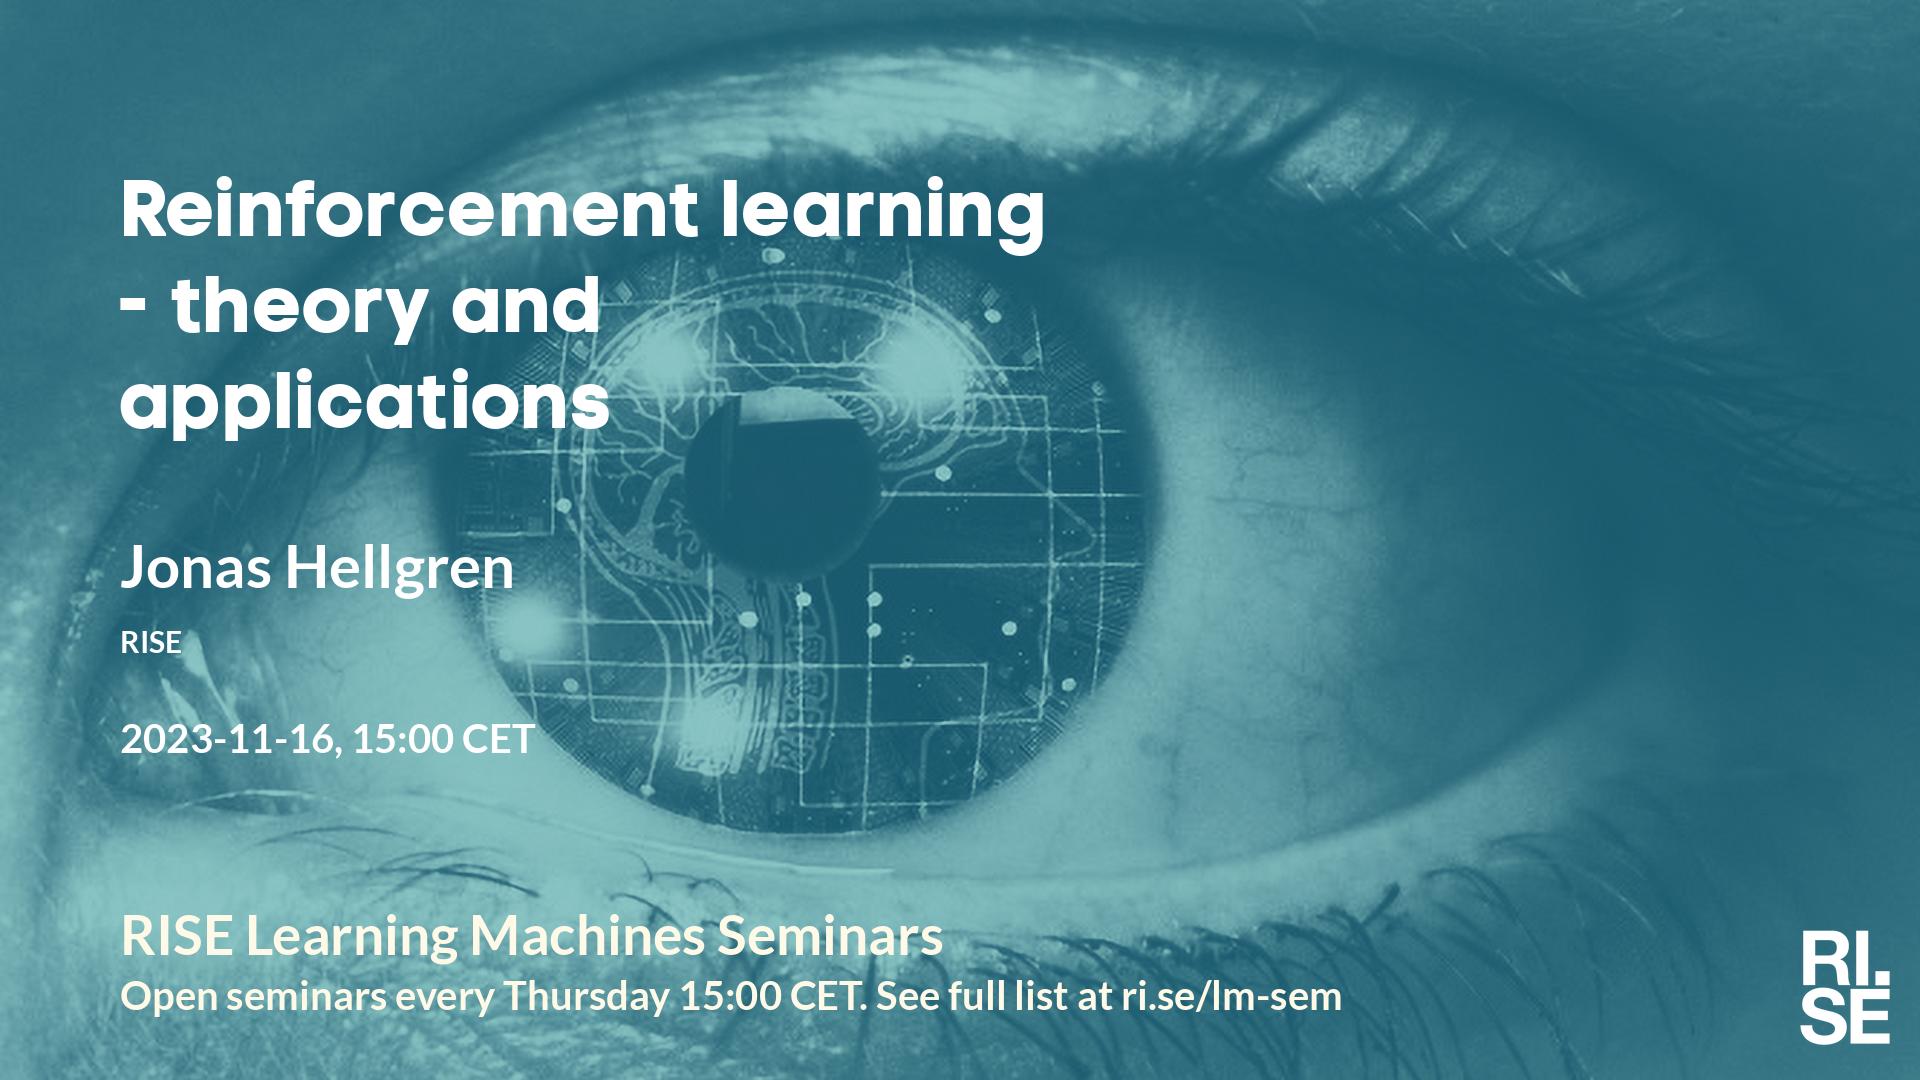 Reinforcement learning
- theory and
applications
Jonas Hellgren
RISE
2023-11-16, 15:00 CET
RISE Learning Machines Seminars
Open seminars every Thursday 15:00 CET. See full list at ri.se/lm-sem
RI.
SE